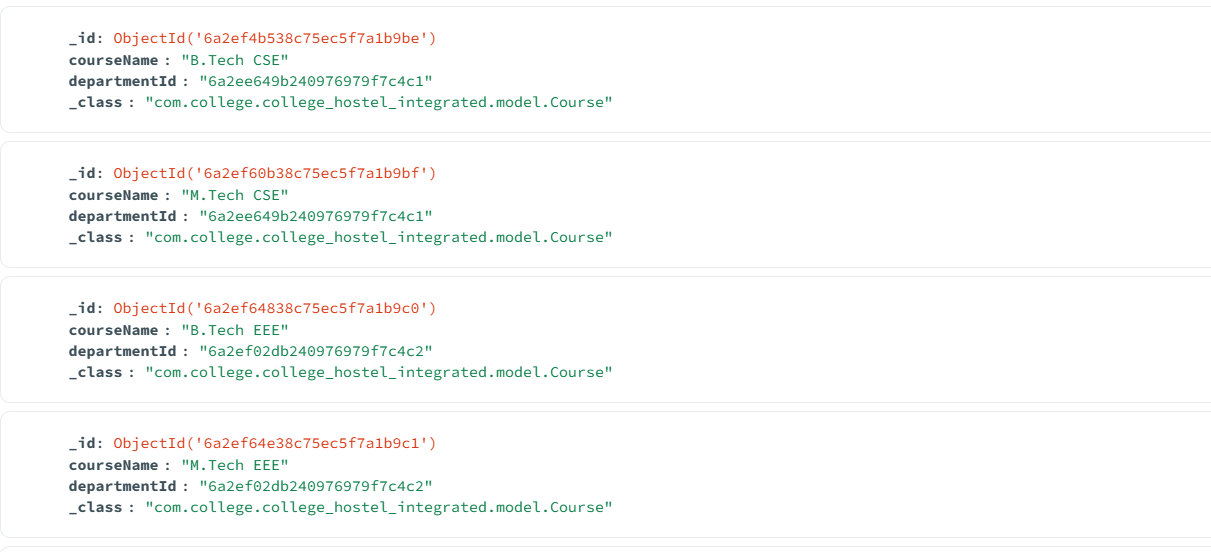 _id: ObjectId('6a2ef4b538c75ec5f7a1b9be')
courseName : "B.Tech CSE"
departmentId : "6a2ee649b240976979f7c4c1"
_class : "com.college.college_hostel_integrated.model.Course"
_id: ObjectId('6a2ef60b38c75ec5f7a1b9bf')
courseName : "M.Tech CSE"
departmentId : "6a2ee649b240976979f7c4c1"
_class : "com.college.college_hostel_integrated.model.Course"
_id: ObjectId('6a2ef64838c75ec5f7a1b9c0')
courseName : "B.Tech EEE"
departmentId : "6a2ef02db240976979f7c4c2"
_class : "com.college.college_hostel_integrated.model.Course"
_id: ObjectId('6a2ef64e38c75ec5f7a1b9c1')
courseName : "M.Tech EEE"
departmentId : "6a2ef02db240976979f7c4c2"
_class : "com.college.college_hostel_integrated.model.Course"